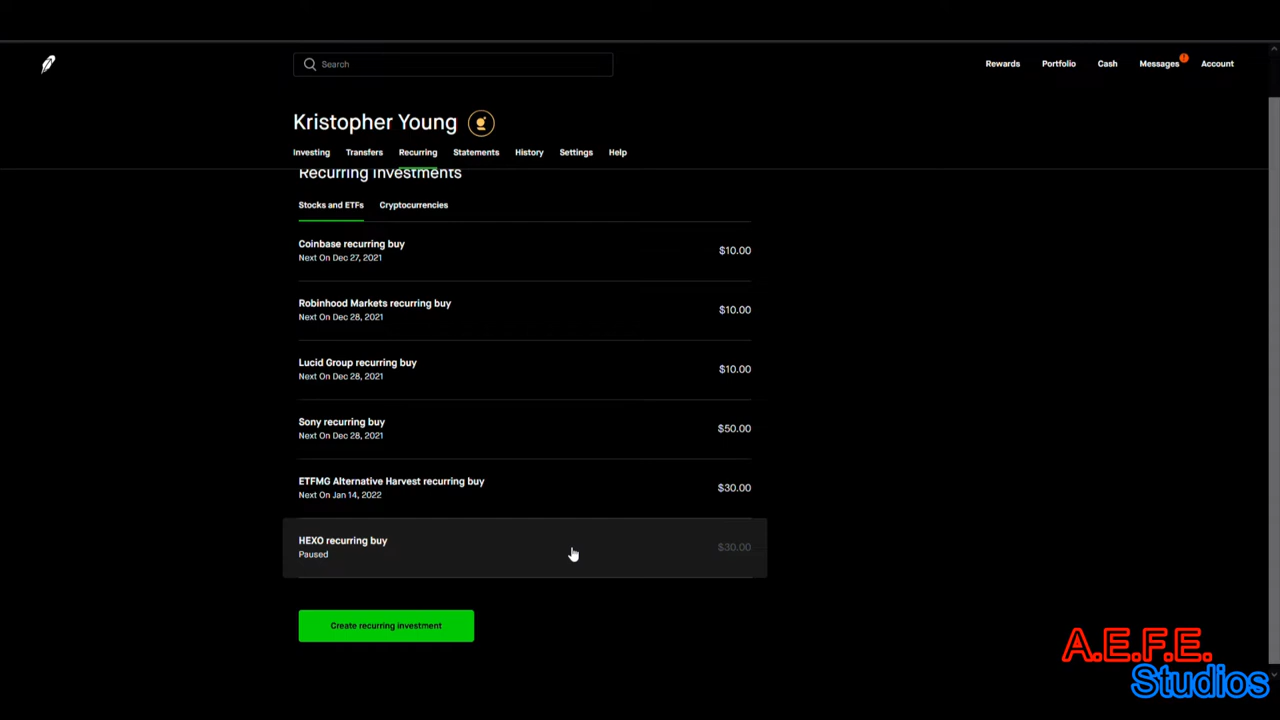 Search
Rewards
Portfolio
Cash
Messages
Account
Kristopher Young
Investing
Transfers
Recurring
Statements
History
Settings
Help
Recurring Investments
Stocks and ETFs
Cryptocurrencies
Coinbase recurring buy
$10.00
Next On Dec 27, 2021
Robinhood Markets recurring buy
$10.00
Next On Dec 28, 2021
Lucid Group recurring buy
$10.00
Next On Dec 28, 2021
Sony recurring buy
$50.00
Next On Dec 28, 2021
ETFMG Alternative Harvest recurring buy
$30.00
Next On Jan 14, 2022
HEXO recurring buy
$30.00
Paused
Create recurring investment
A.E.F.E.
Studios